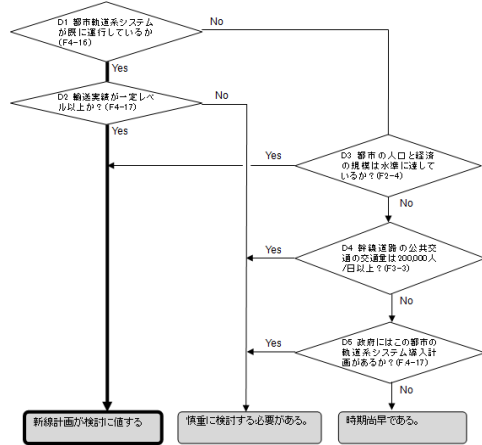 D1 都市軌道系システム
が既に運行しているか
(F4-16)
No
Yes
D2 輸送実績が一定レベ
ル以上か？(F4-17)
No
Yes
D3 都市の人口と経済
の規模は水準に達して
いるか？(F2-4)
Yes
No
D4 幹線道路の公共交
通の交通量は200,000人
/日以上？(F3-3)
Yes
No
D5 政府にはこの都市の
軌道系システム導入計
画があるか？(F4-17)
Yes
No
新線計画が検討に値する
慎重に検討する必要がある。
時期尚早である。